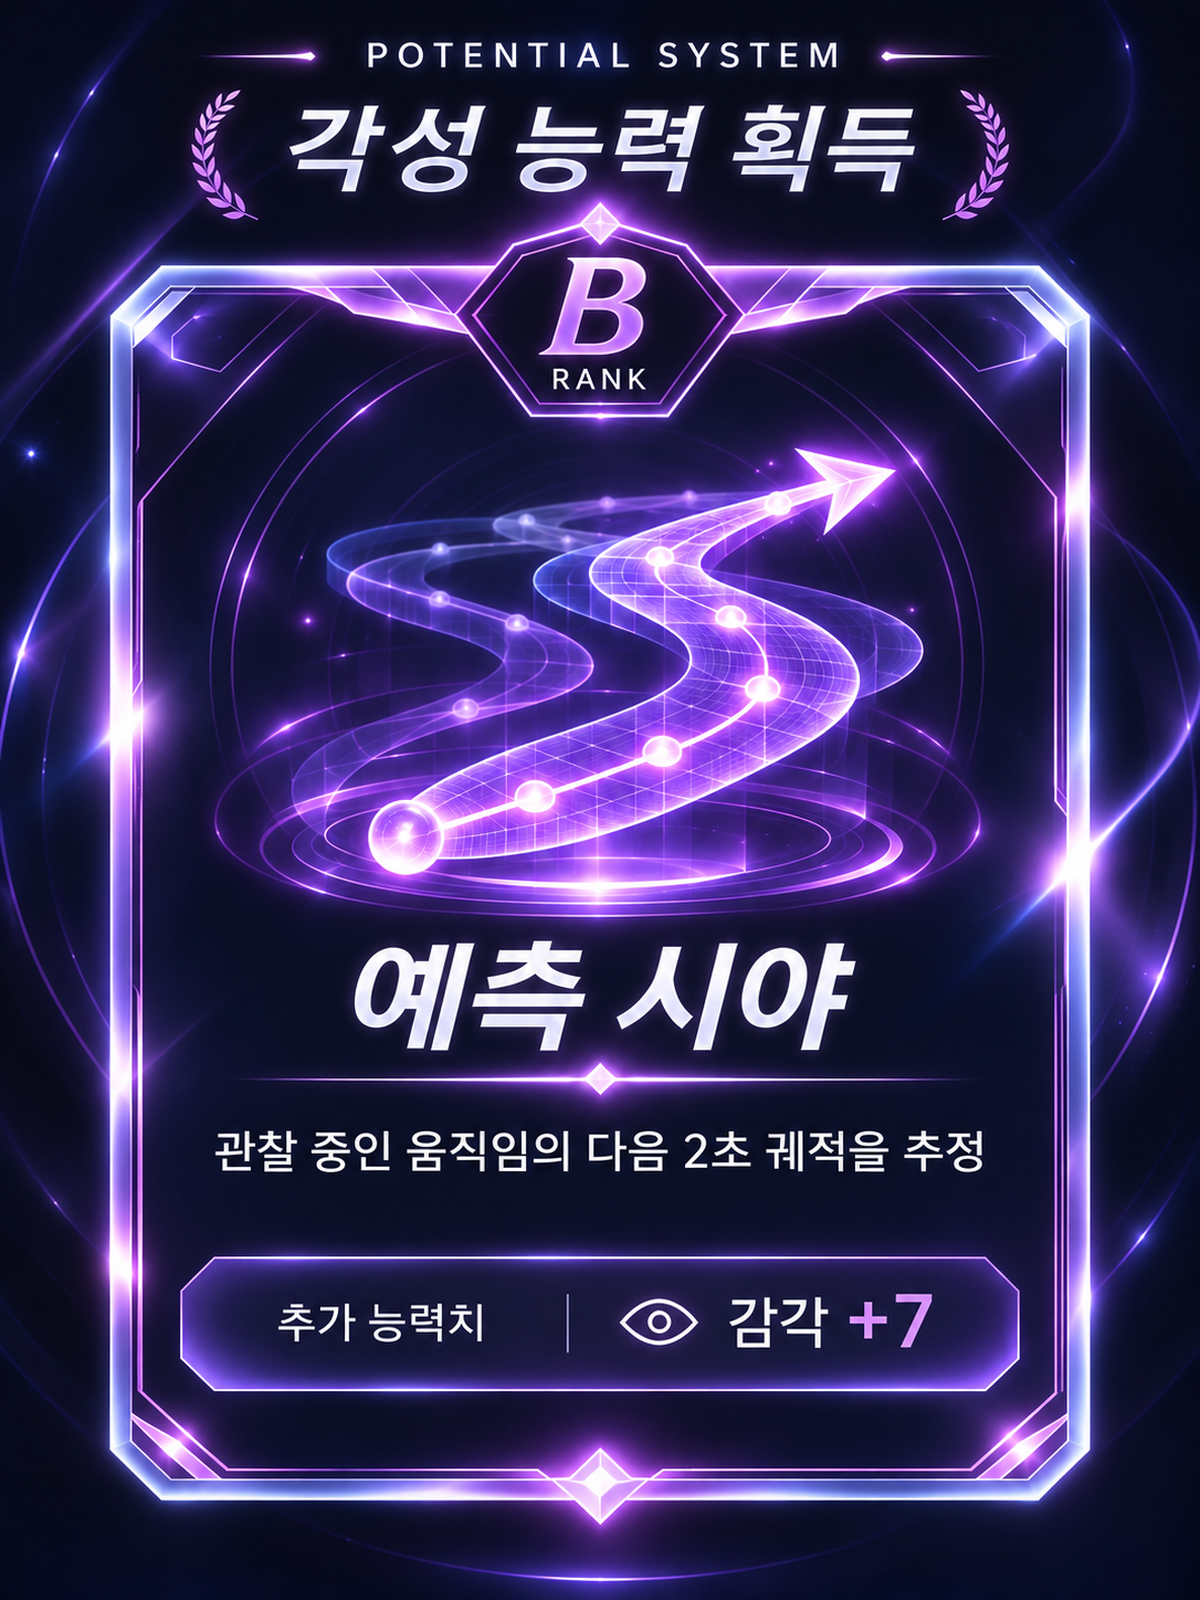 POTENTIAL SYSTEM
각성 능력 획득
B
RANK
예측 시야
관찰 중인 움직임의 다음 2초 궤적을 추정
추가 능력치 감각 +7